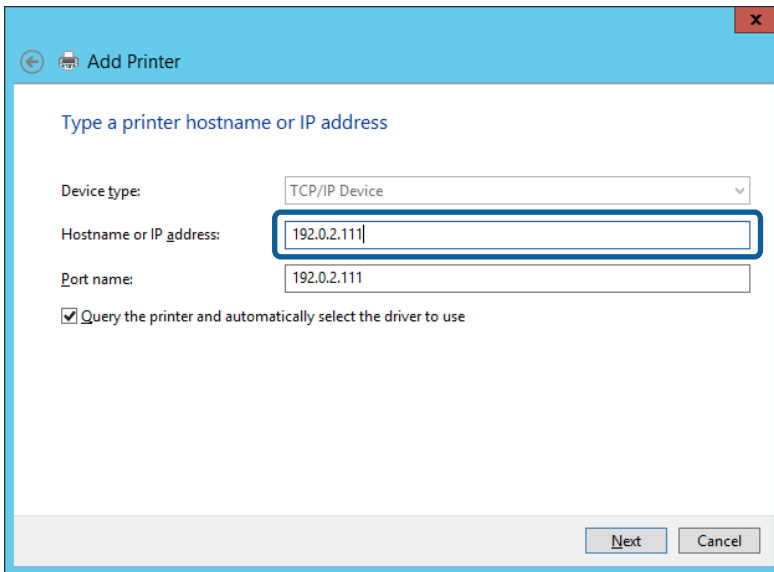 x
Add Printer
Type a printer hostname or IP address
Device type: TCP/IP Device
Hostname or IP address: 192.0.2.111
Port name: 192.0.2.111
Query the printer and automatically select the driver to use
Next Cancel